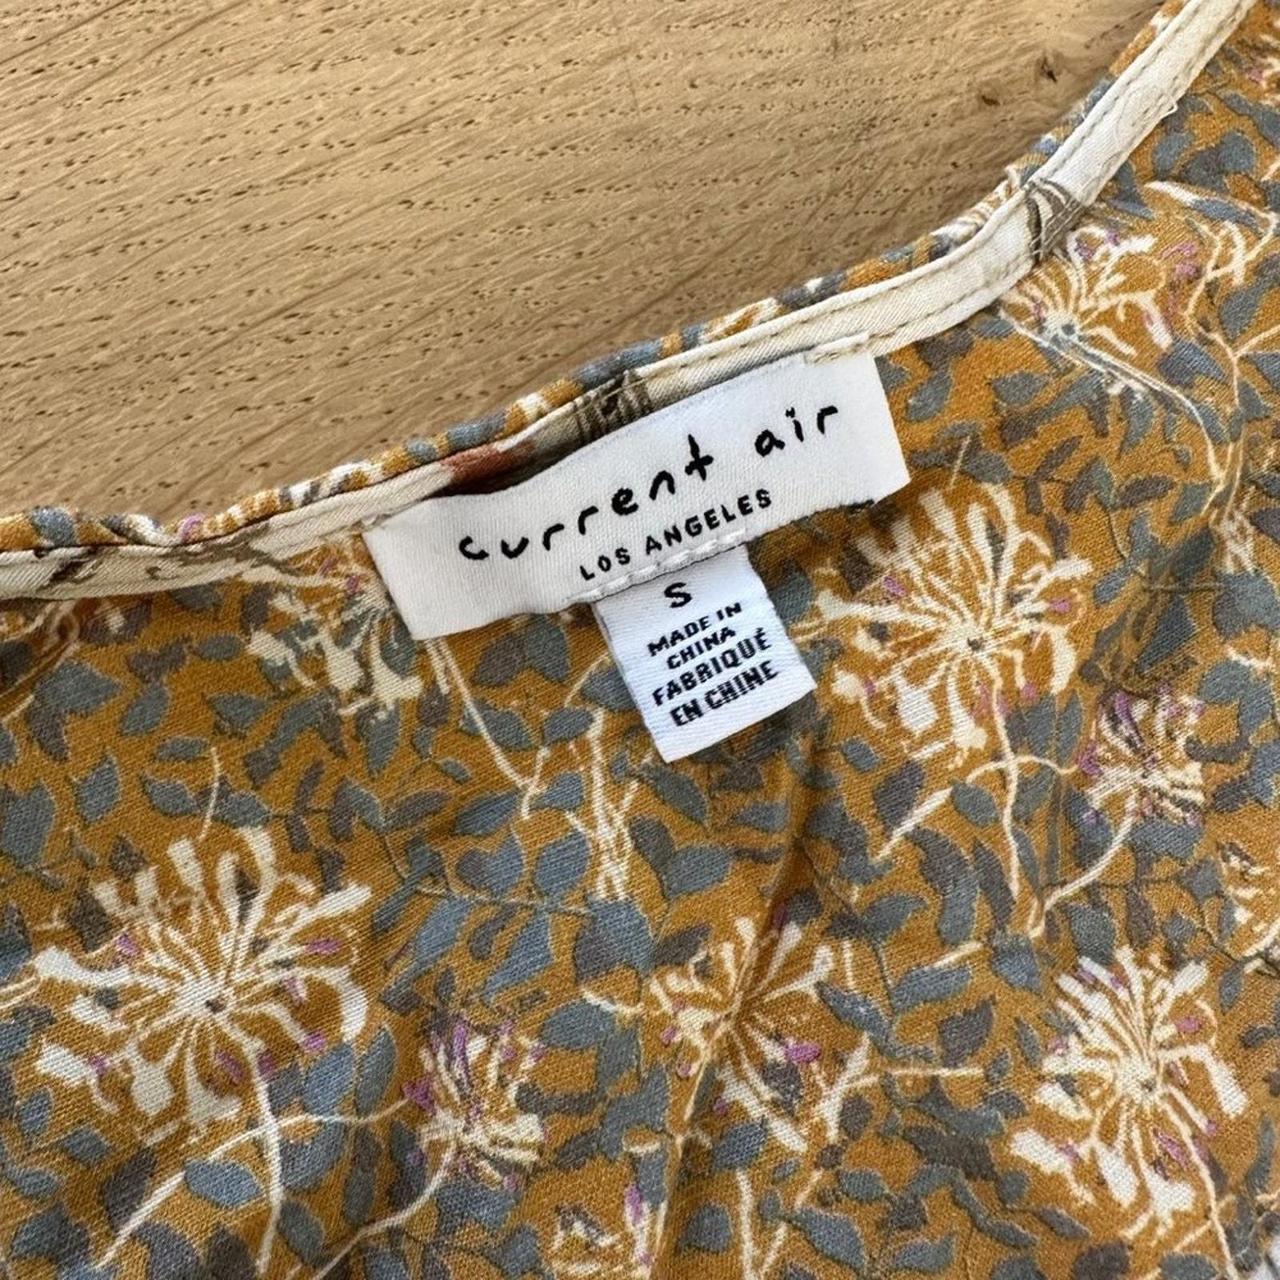 current air
LOS ANGELES
S
MADE IN
CHINA
FABRIQUÉ
EN CHINE